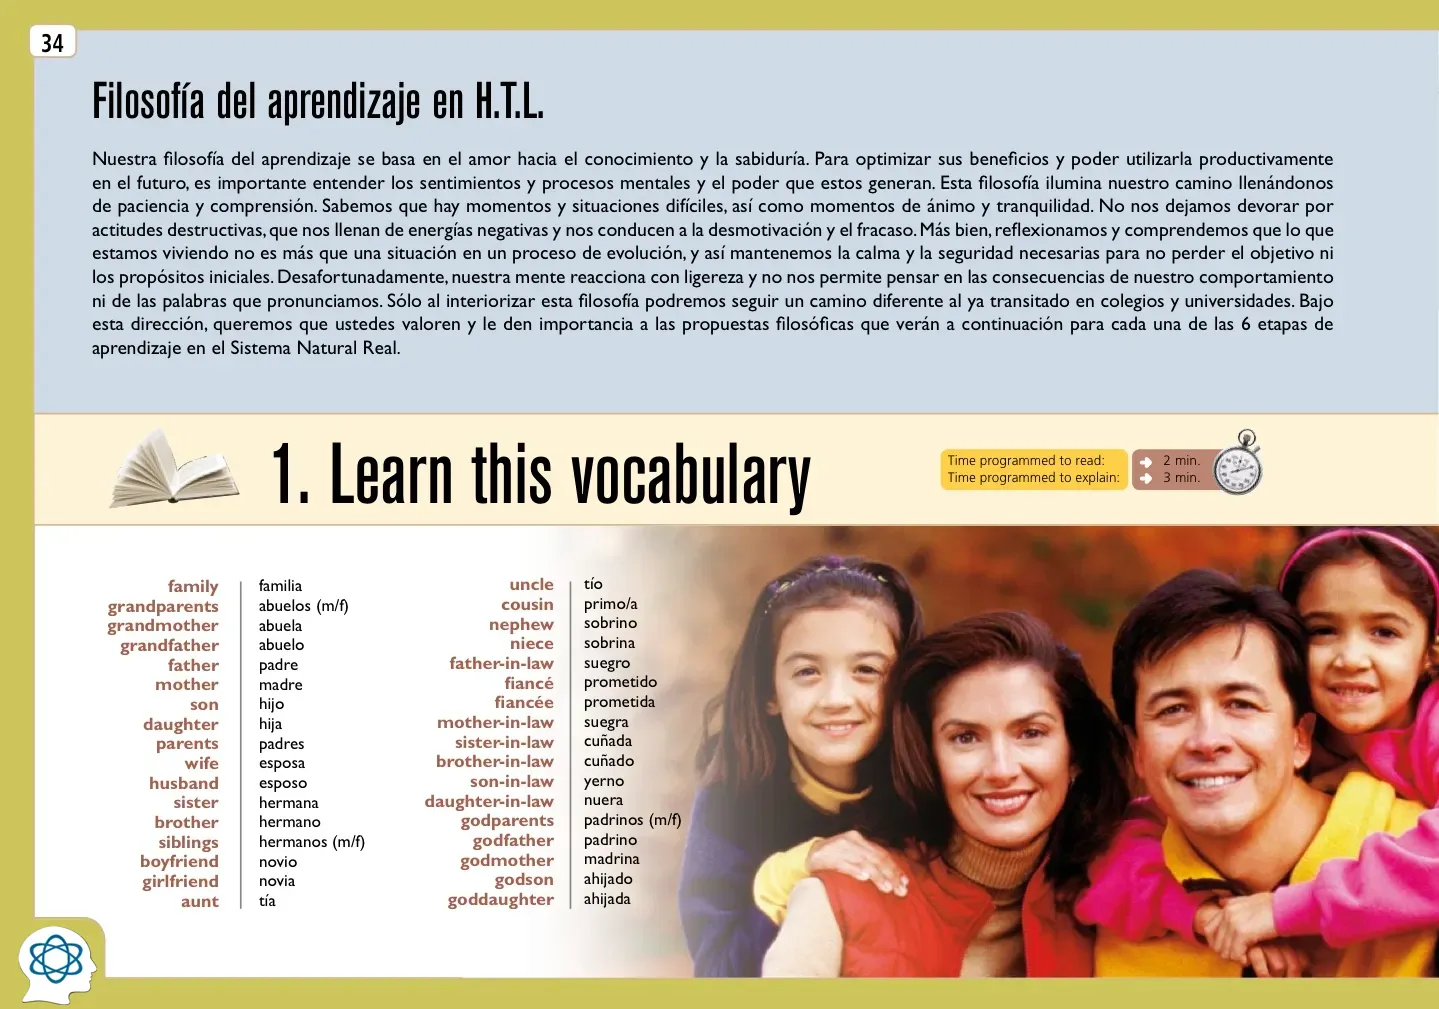 34
Filosofía del aprendizaje en H.T.L.
Nuestra filosofía del aprendizaje se basa en el amor hacia el conocimiento y la sabiduría. Para optimizar sus beneficios y poder utilizarla productivamente
en el futuro, es importante entender los sentimientos y procesos mentales y el poder que estos generan. Esta filosofía ilumina nuestro camino llenándonos
de paciencia y comprensión. Sabemos que hay momentos y situaciones difíciles, así como momentos de ánimo y tranquilidad. No nos dejamos devorar por
actitudes destructivas, que nos llenan de energías negativas y nos conducen a la desmotivación y el fracaso. Más bien, reflexionamos y comprendemos que lo que
estamos viviendo no es más que una situación en un proceso de evolución, y así mantenemos la calma y la seguridad necesarias para no perder el objetivo ni
los propósitos iniciales. Desafortunadamente, nuestra mente reacciona con ligereza y no nos permite pensar en las consecuencias de nuestro comportamiento
ni de las palabras que pronunciamos. Sólo al interiorizar esta filosofía podremos seguir un camino diferente al ya transitado en colegios y universidades. Bajo
esta dirección, queremos que ustedes valoren y le den importancia a las propuestas filosóficas que verán a continuación para cada una de las 6 etapas de
aprendizaje en el Sistema Natural Real.
1. Learn this vocabulary
Time programmed to read: 2 min.
Time programmed to explain: 3 min.
family familia
grandparents abuelos (m/f)
grandmother abuela
grandfather abuelo
father padre
mother madre
son hijo
daughter hija
parents padres
wife esposa
husband esposo
sister hermana
brother hermano
siblings hermanos (m/f)
boyfriend novio
girlfriend novia
aunt tía
uncle tío
cousin primo/a
nephew sobrino
niece sobrina
father-in-law suegro
fiancé prometido
fiancée prometida
mother-in-law suegra
sister-in-law cuñada
brother-in-law cuñado
son-in-law yerno
daughter-in-law nuera
godparents padrinos (m/f)
godfather padrino
godmother madrina
godson ahijado
goddaughter ahijada